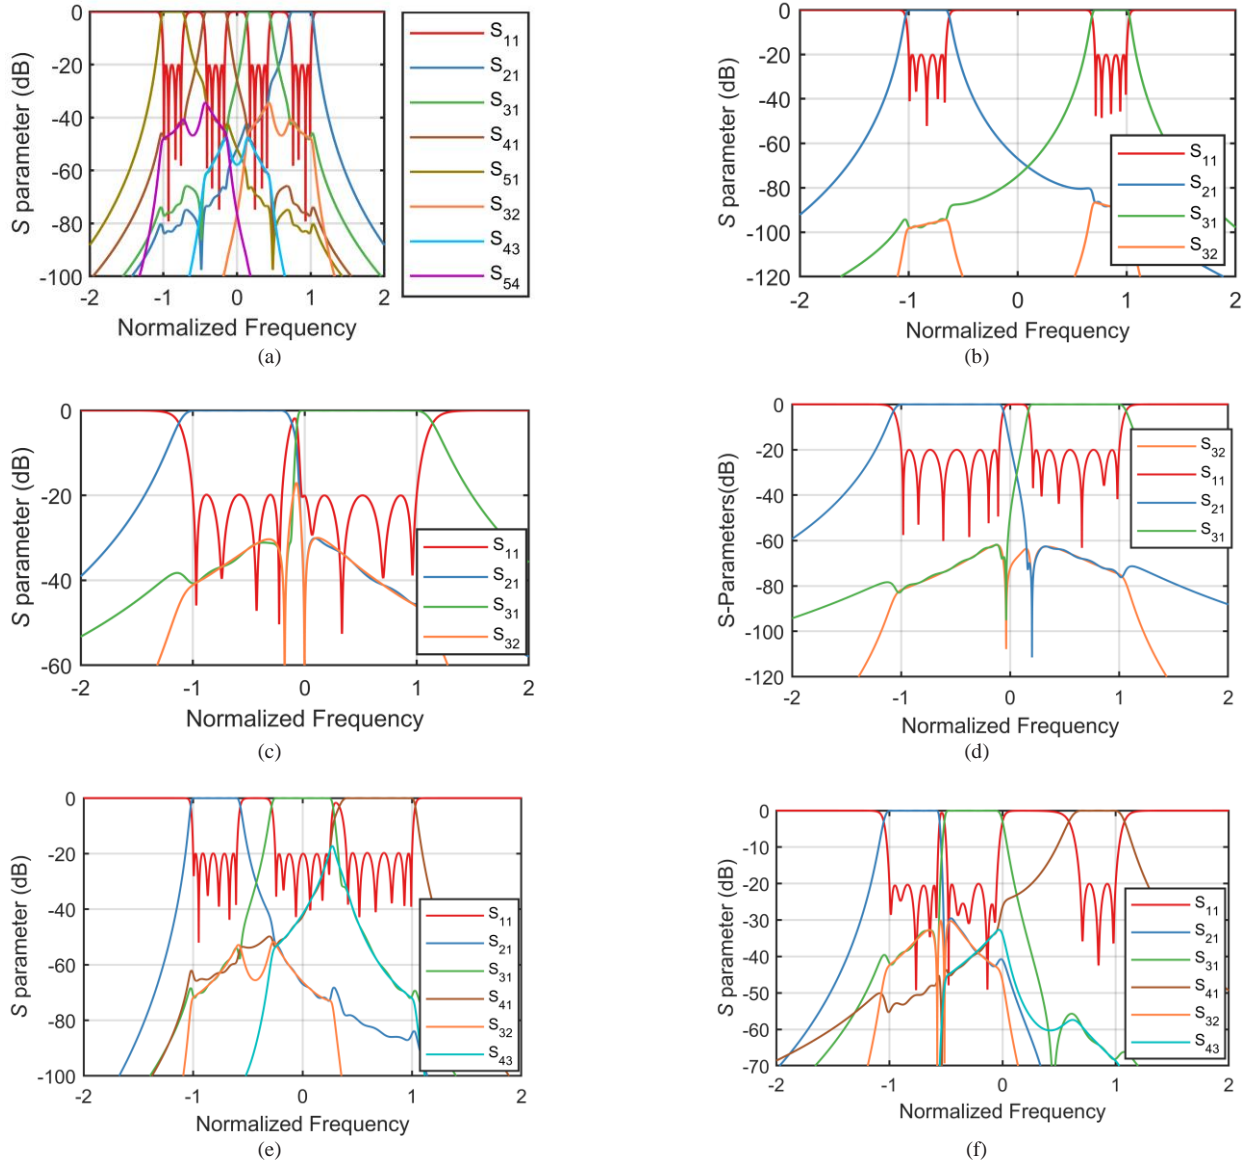 0
-20
-40
-60
-80
-100
-2
-1
0
1
2
S parameter (dB)
Normalized Frequency
S11
S21
S31
S41
S51
S32
S43
S54
(a)
0
-20
-40
-60
-80
-100
-120
-2
-1
0
1
2
S parameter (dB)
Normalized Frequency
S11
S21
S31
S32
(b)
0
-20
-40
-60
-2
-1
0
1
2
S parameter (dB)
Normalized Frequency
S11
S21
S31
S32
(c)
0
-20
-40
-60
-80
-100
-120
-2
-1
0
1
2
S-Parameters(dB)
Normalized Frequency
S32
S11
S21
S31
(d)
0
-20
-40
-60
-80
-100
-2
-1
0
1
2
S parameter (dB)
Normalized Frequency
S11
S21
S31
S41
S32
S43
(e)
0
-10
-20
-30
-40
-50
-60
-70
-2
-1
0
1
2
S parameter (dB)
Normalized Frequency
S11
S21
S31
S41
S32
S43
(f)